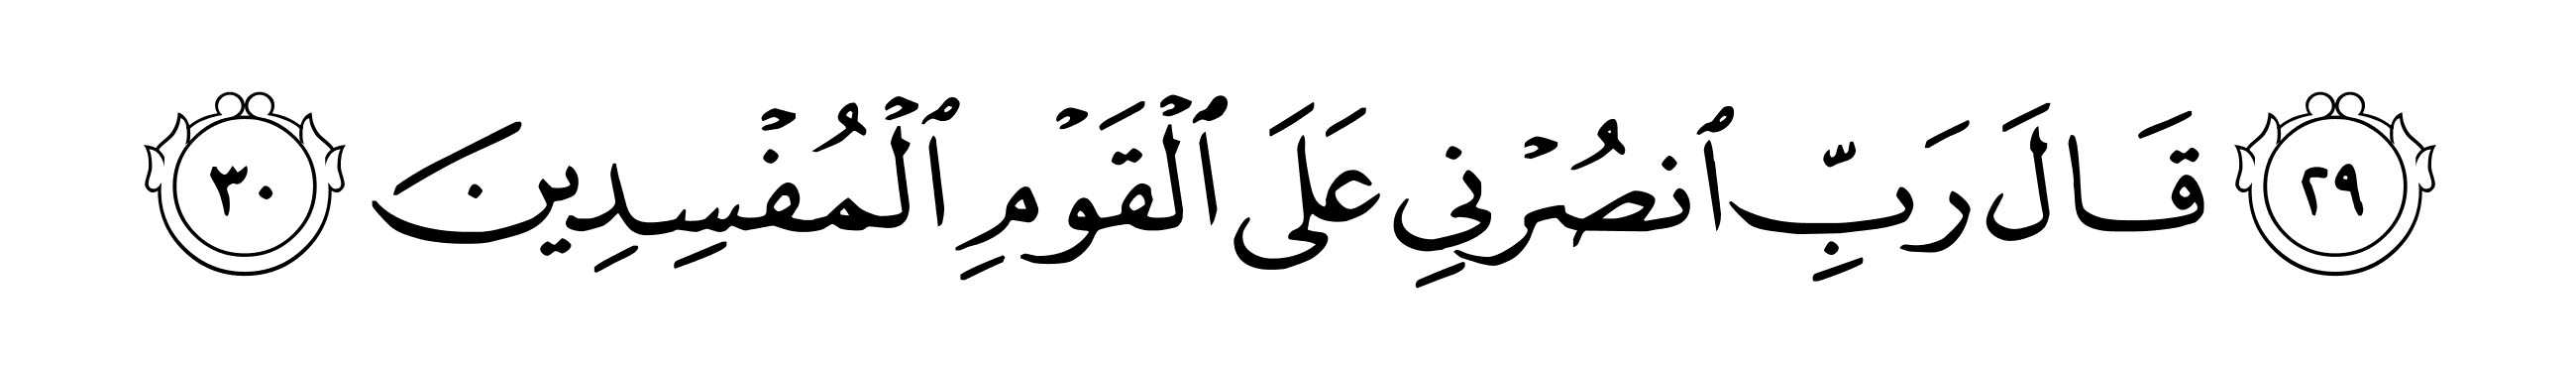 ٢٩ قَالَ رَبِّ ٱنصُرْنِي عَلَى ٱلْقَوْمِ ٱلْمُفْسِدِينَ ٣٠